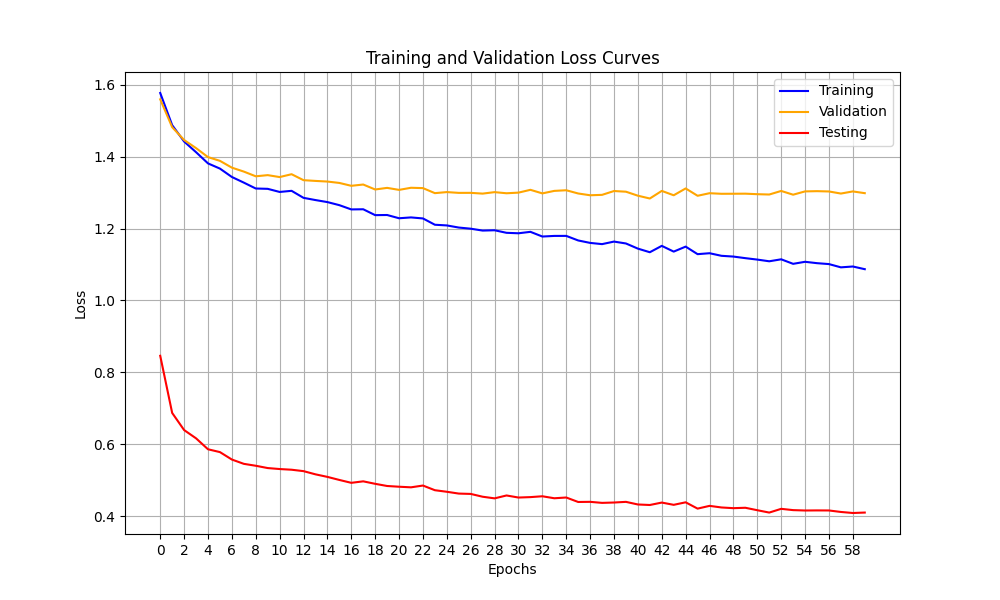 Training and Validation Loss Curves
Training
Validation
Testing
Loss
1.6
1.4
1.2
1.0
0.8
0.6
0.4
0 2 4 6 8 10 12 14 16 18 20 22 24 26 28 30 32 34 36 38 40 42 44 46 48 50 52 54 56 58
Epochs